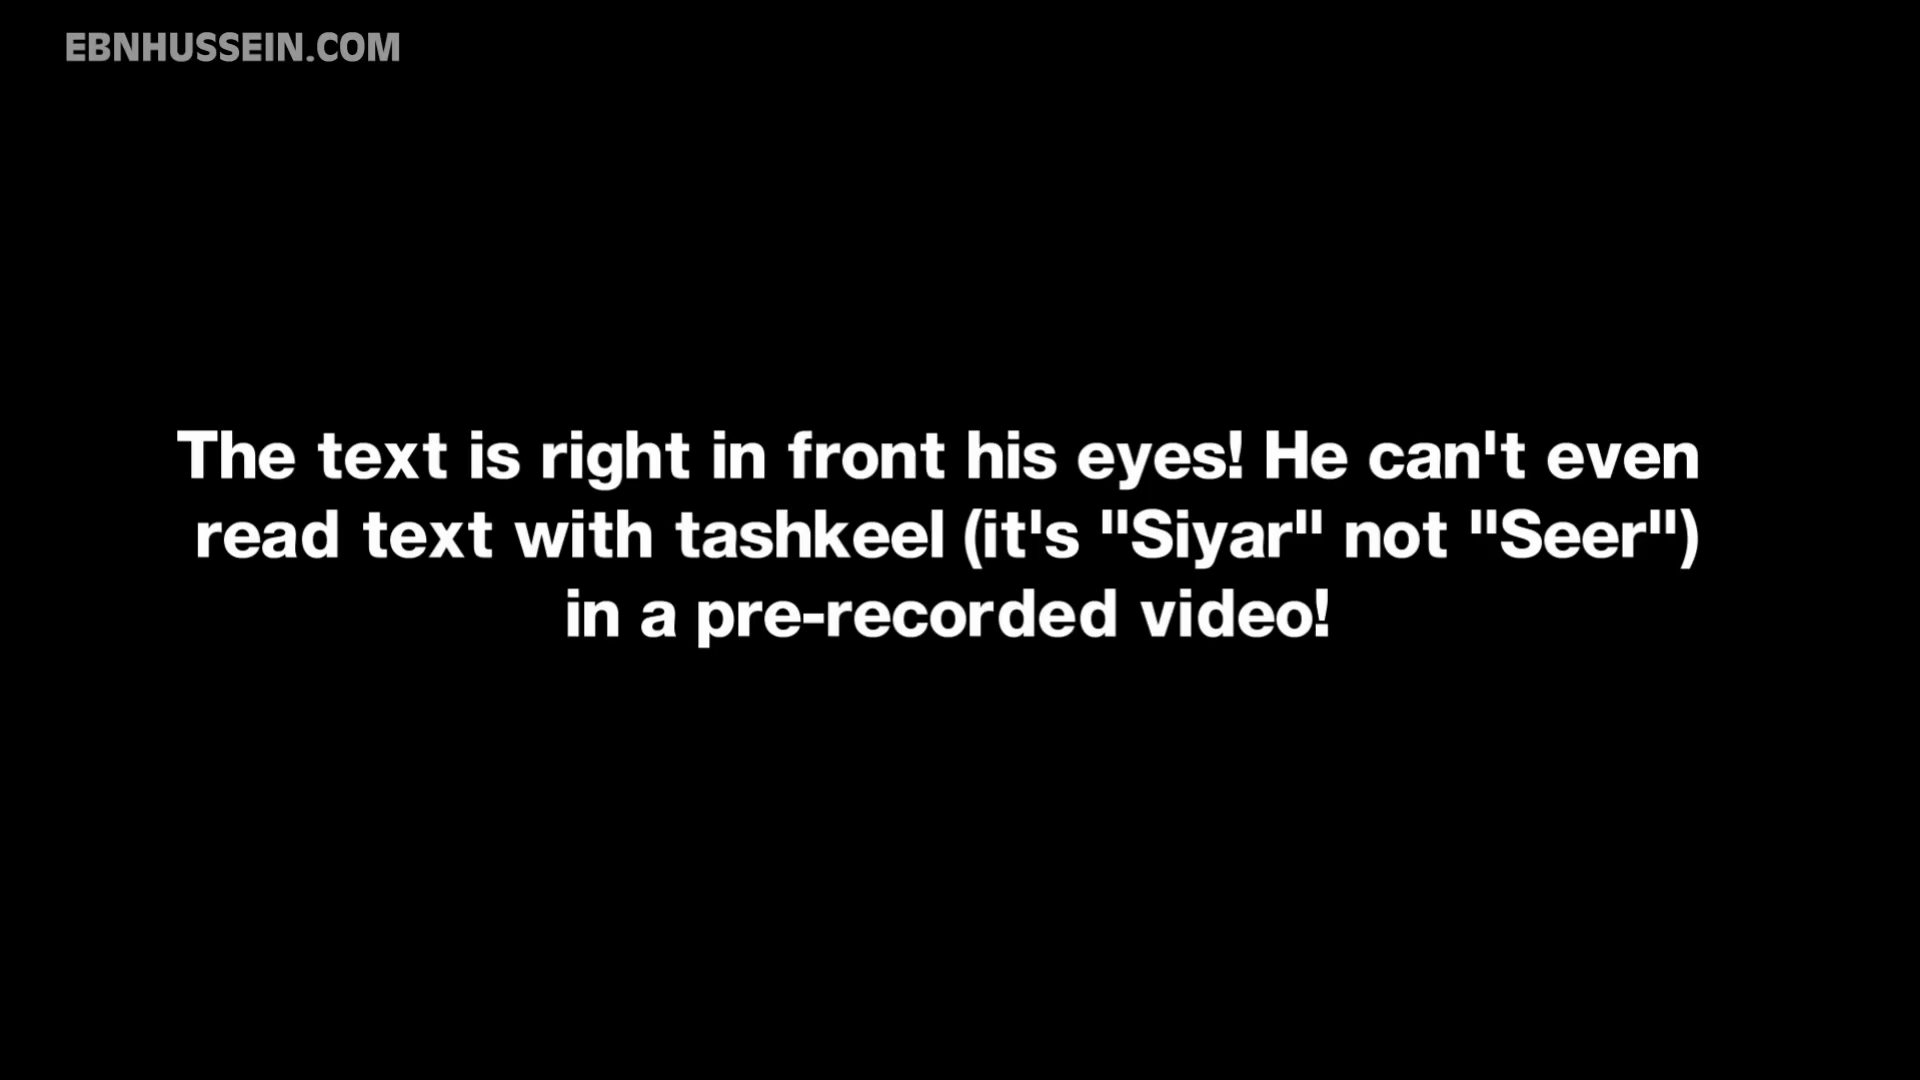 EBNHUSSEIN.COM
The text is right in front his eyes! He can't even
read text with tashkeel (it's "Siyar" not "Seer")
in a pre-recorded video!